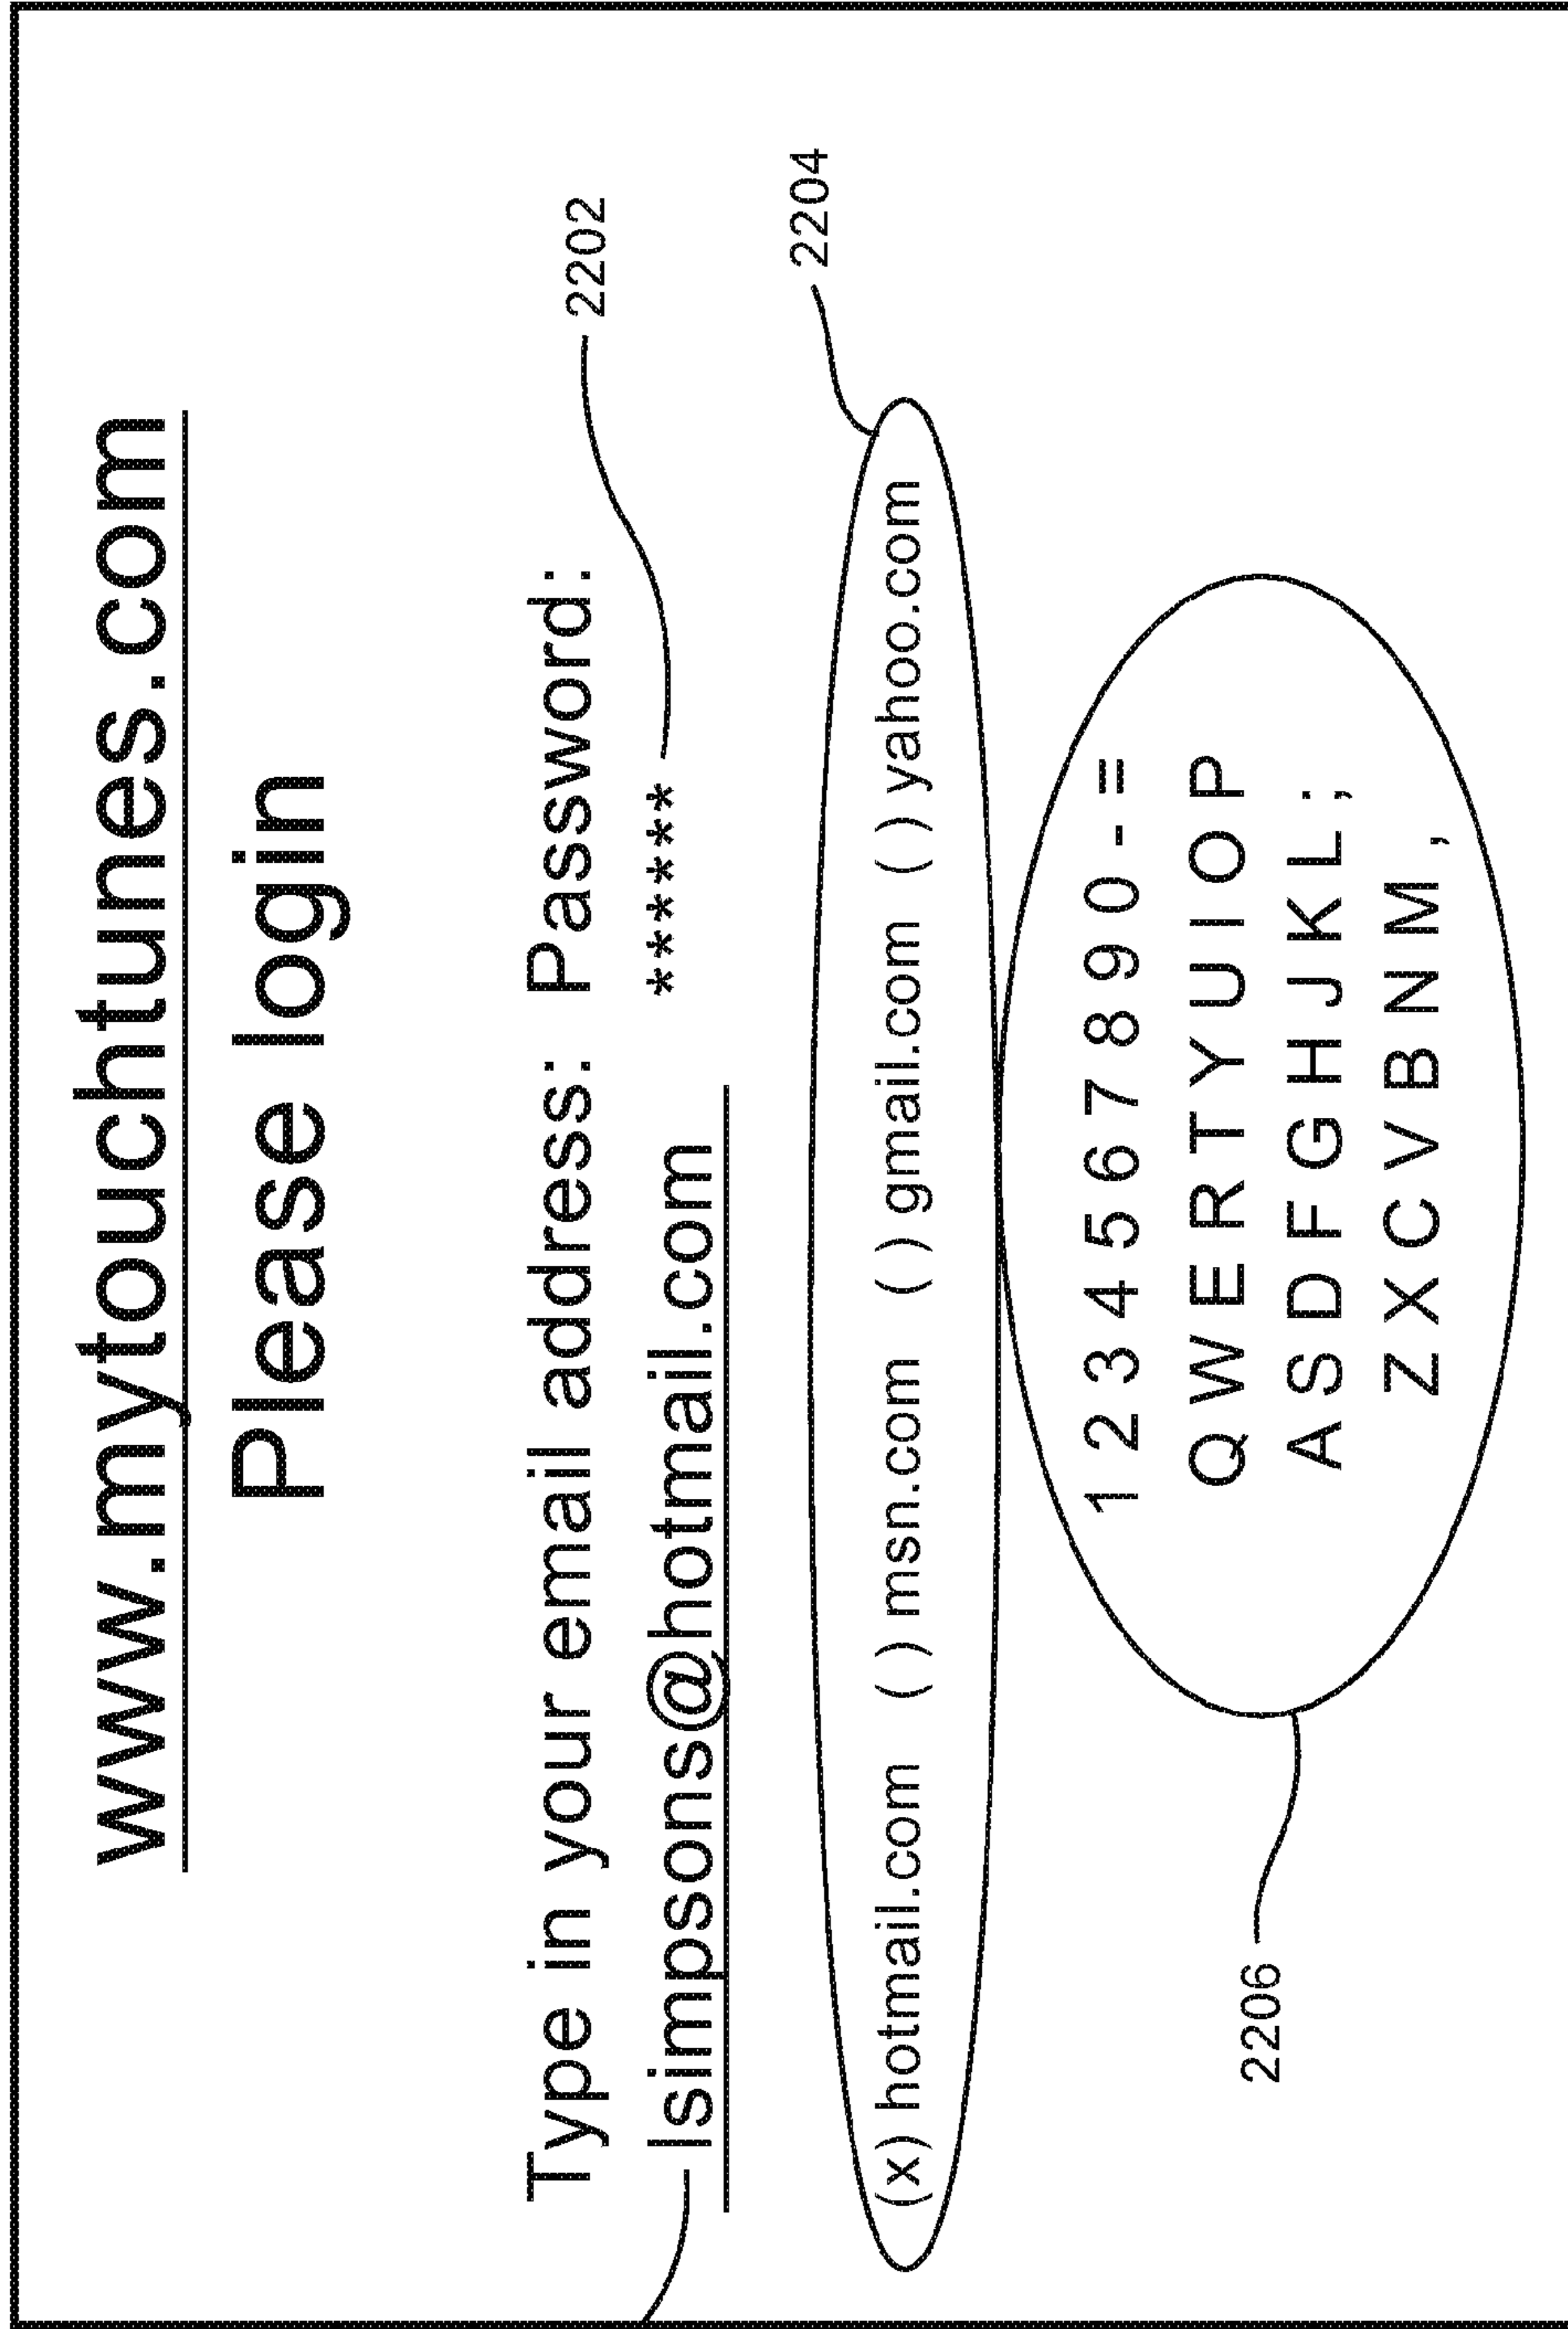 www.mytouchtunes.com
Please login
Type in your email address: Password:
lsimpsons@hotmail.com ******
2202
2204
(x) hotmail.com ( ) msn.com ( ) gmail.com ( ) yahoo.com
1 2 3 4 5 6 7 8 9 0 - =
Q W E R T Y U I O P
A S D F G H J K L ;
Z X C V B N M ,
2206